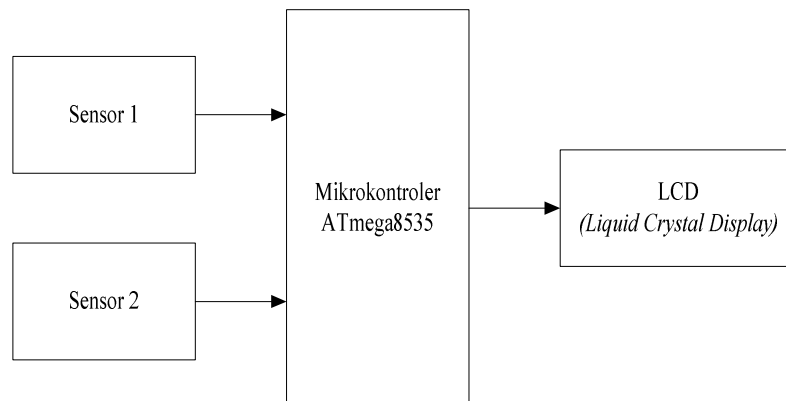 Sensor 1
Sensor 2
Mikrokontroler
ATmega8535
LCD
(Liquid Crystal Display)